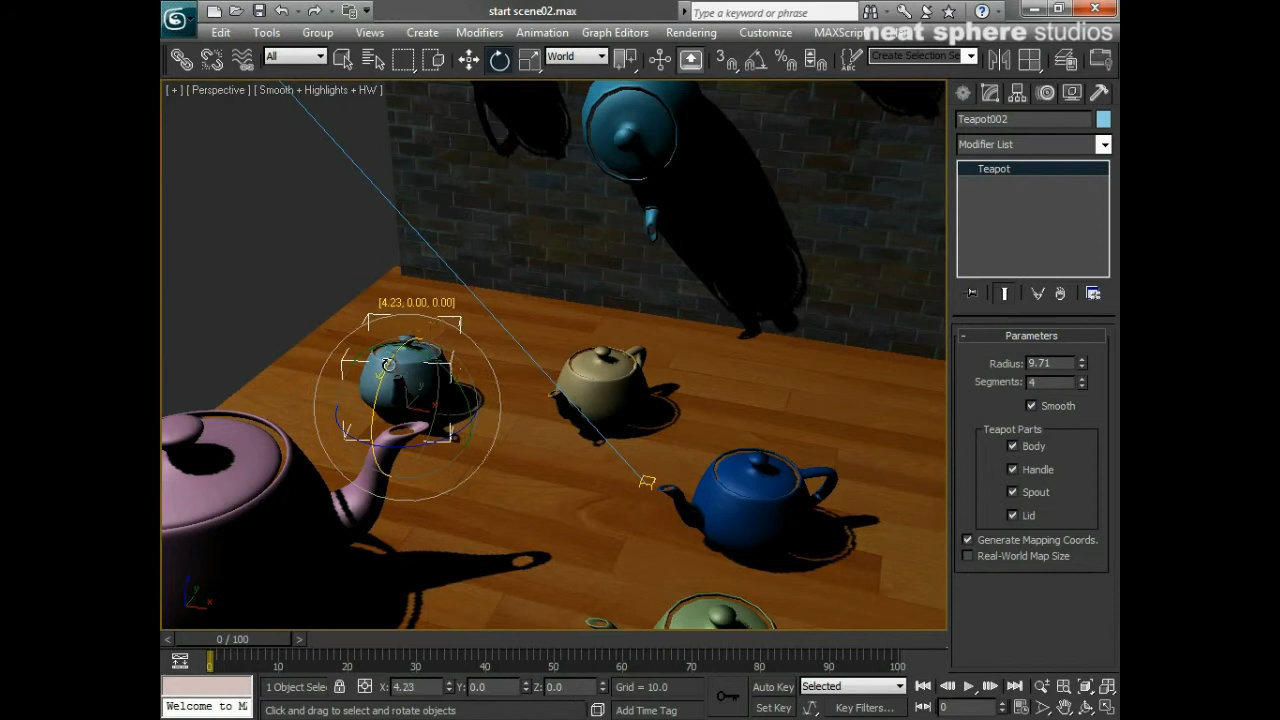 start scene02.max
Type a keyword or phrase
Edit Tools Group Views Create Modifiers Animation Graph Editors Rendering Customize MAXScri
neat sphere studios
All
World
Create Selection Se
[ + ] [ Perspective ] [ Smooth + Highlights + HW ]
Teapot002
Modifier List
Teapot
[4.23, 0.00, 0.00]
Parameters
Radius: 9.71
Segments: 4
Smooth
Teapot Parts
Body
Handle
Spout
Lid
Generate Mapping Coords.
Real-World Map Size
x
y
x
y
0 / 100
0 10 20 30 40 50 60 70 80 90 100
1 Object Sele X: 4.23 Y: 0.0 Z: 0.0 Grid = 10.0 Auto Key Selected
Welcome to M
Click and drag to select and rotate objects
Add Time Tag Set Key Key Filters... 0